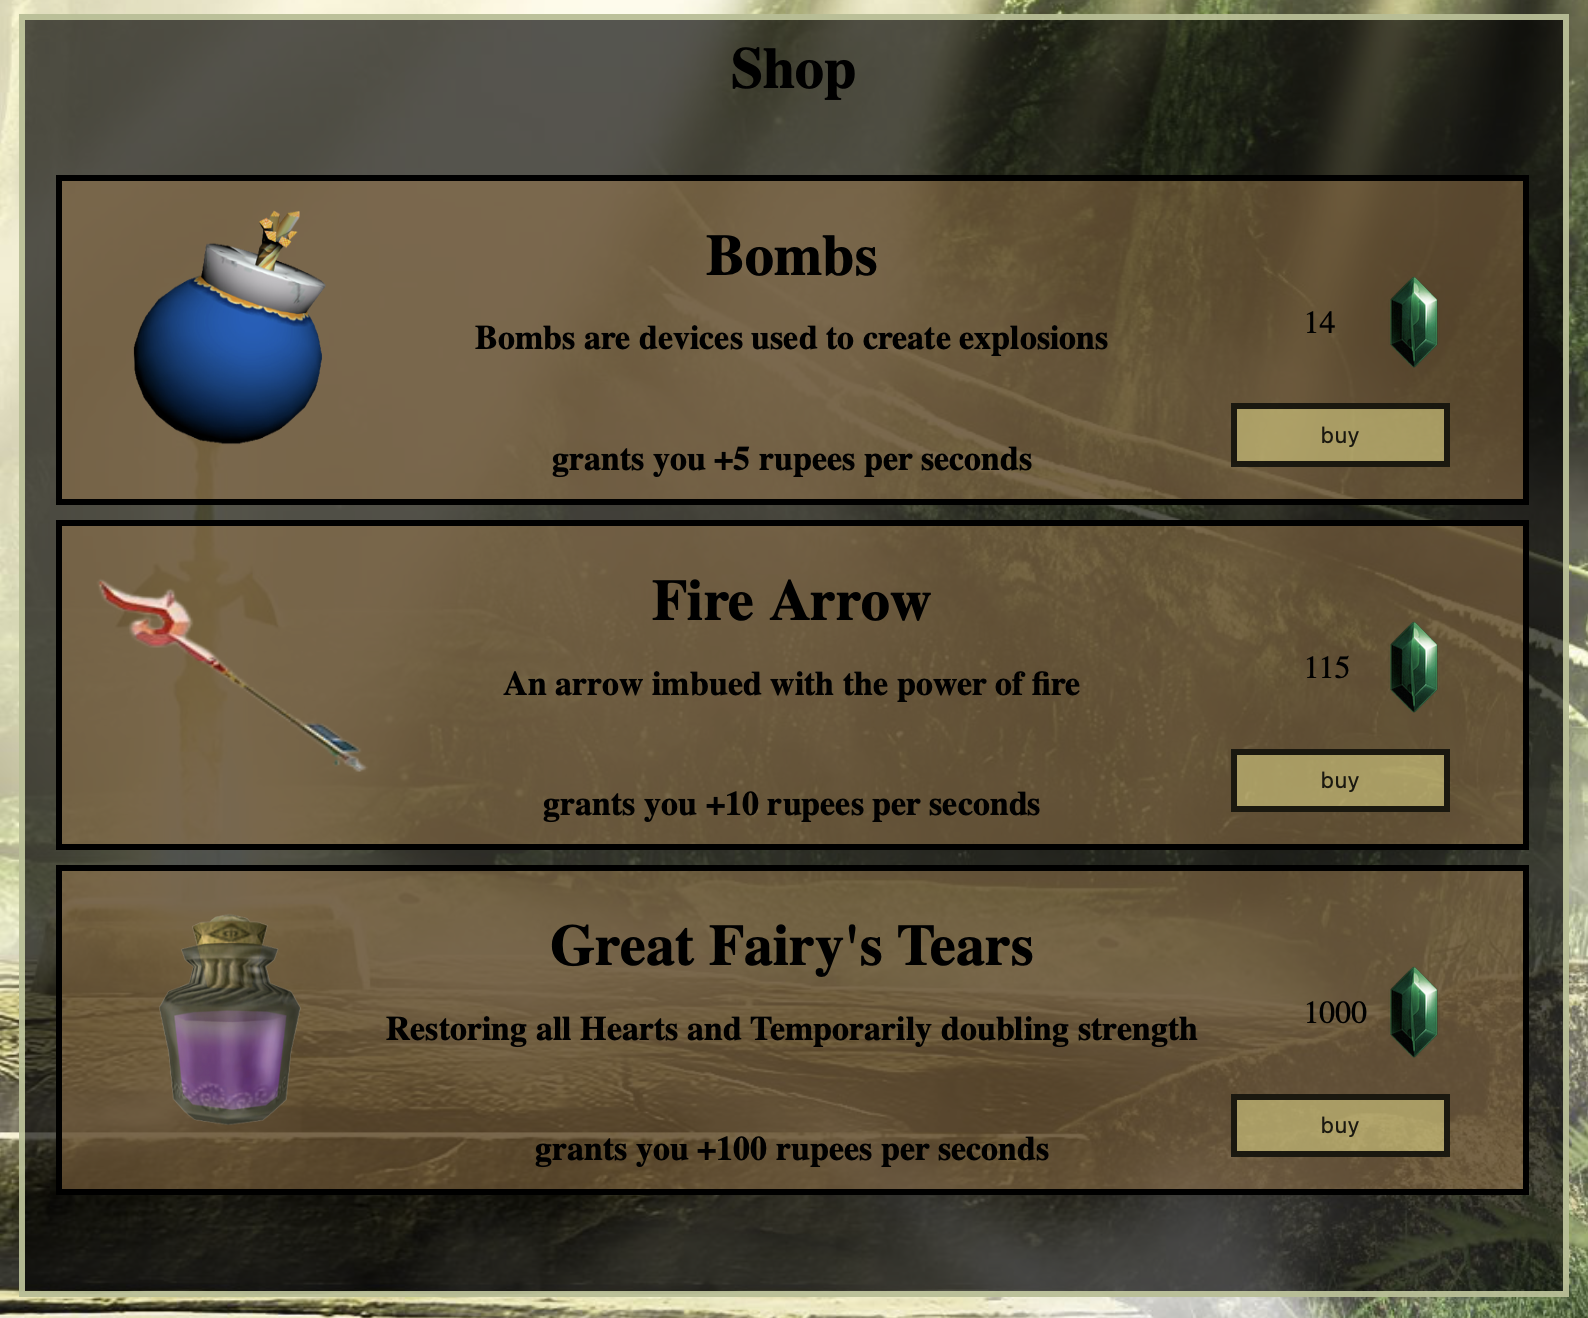 Shop
Bombs
Bombs are devices used to create explosions
14
buy
grants you +5 rupees per seconds
Fire Arrow
An arrow imbued with the power of fire
115
buy
grants you +10 rupees per seconds
Great Fairy's Tears
Restoring all Hearts and Temporarily doubling strength
1000
buy
grants you +100 rupees per seconds